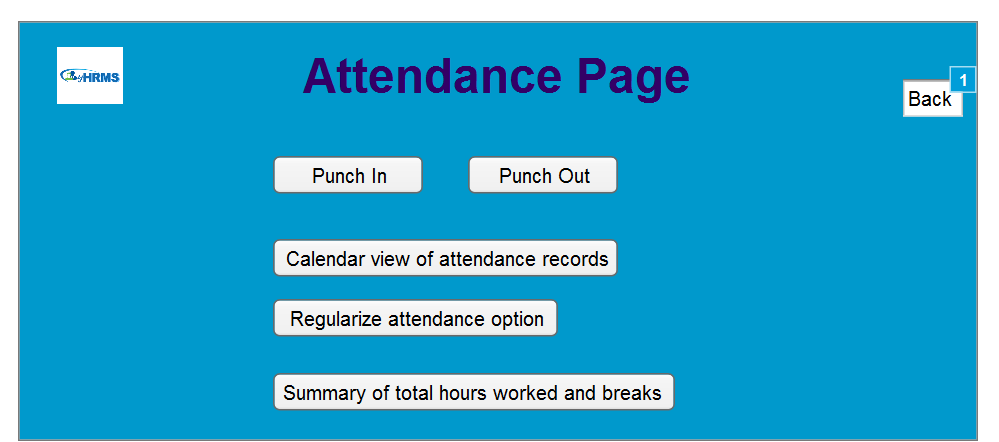 HRMS
Attendance Page
1
Back
Punch In
Punch Out
Calendar view of attendance records
Regularize attendance option
Summary of total hours worked and breaks